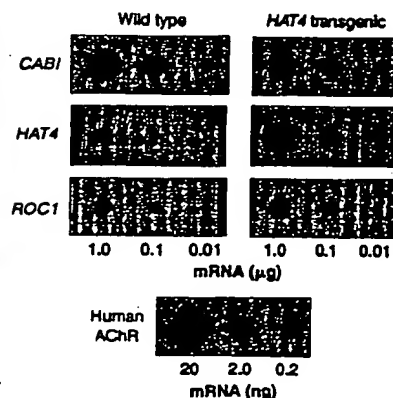 Wild type HAT4 transgenic
CABI
HAT4
ROC1
1.0 0.1 0.01 1.0 0.1 0.01
mRNA (μg)
Human
AChR
20 2.0 0.2
mRNA (ng)